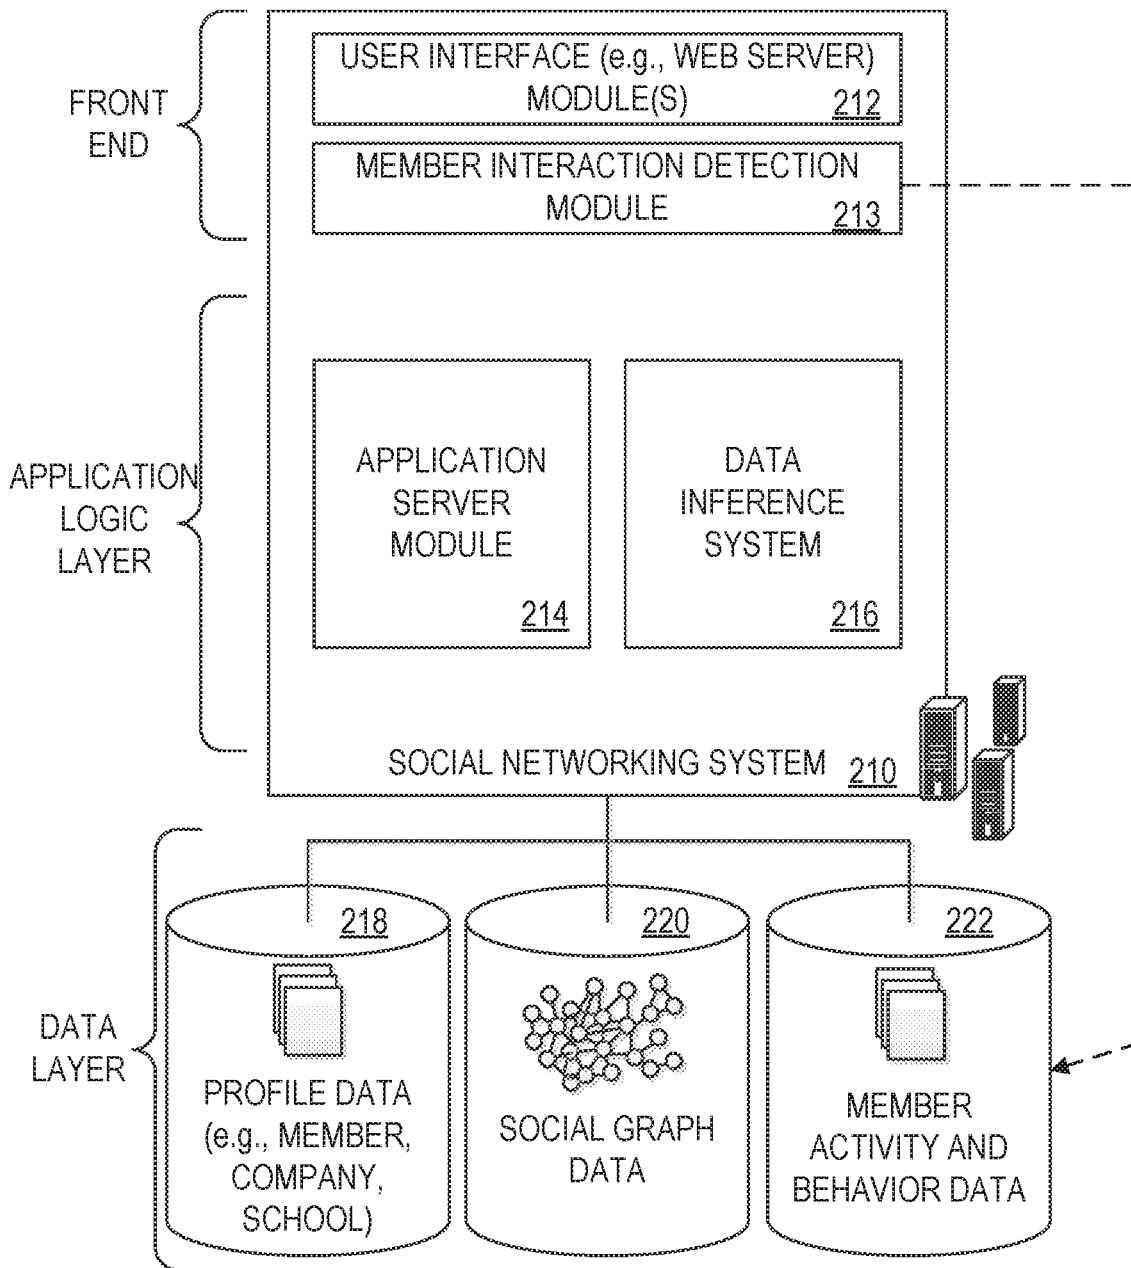 FRONT
END
USER INTERFACE (e.g., WEB SERVER)
MODULE(S)
212
MEMBER INTERACTION DETECTION
MODULE
213
APPLICATION
LOGIC
LAYER
APPLICATION
SERVER
MODULE
214
DATA
INFERENCE
SYSTEM
216
SOCIAL NETWORKING SYSTEM 210
DATA
LAYER
218
PROFILE DATA
(e.g., MEMBER,
COMPANY,
SCHOOL)
220
SOCIAL GRAPH
DATA
222
MEMBER
ACTIVITY AND
BEHAVIOR DATA